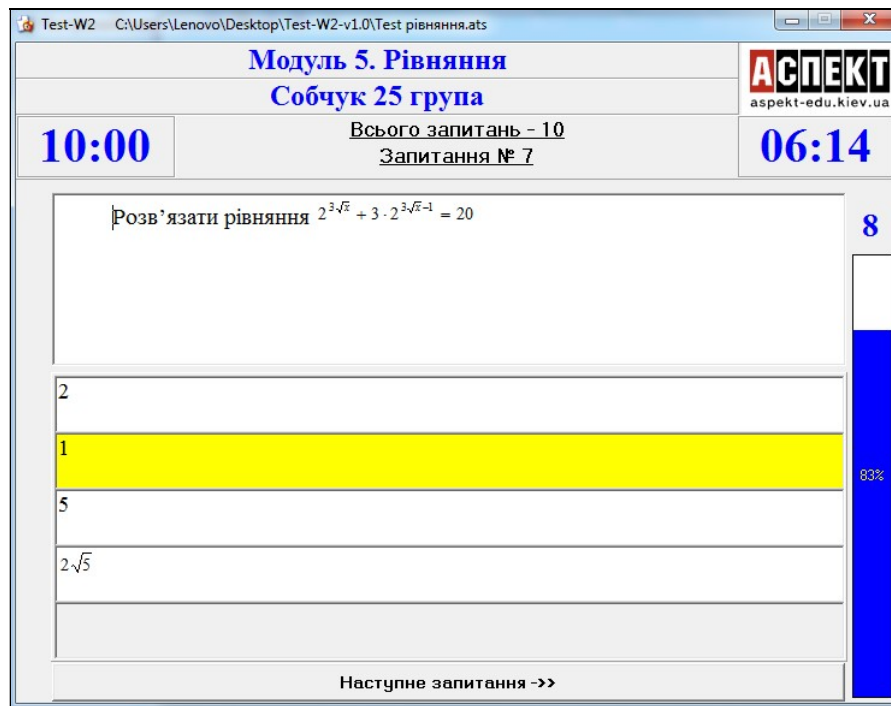 Test-W2 C:\Users\Lenovo\Desktop\Test-W2-v1.0\Test рівняння.ats
Модуль 5. Рівняння
Собчук 25 група
АСПЕКТ
aspekt-edu.kiev.ua
10:00
Всього запитань - 10
Запитання № 7
06:14
Розв’язати рівняння 2^{3√x} + 3 · 2^{3√x−1} = 20
8
2
1
5
2√5
83%
Наступне запитання ->>